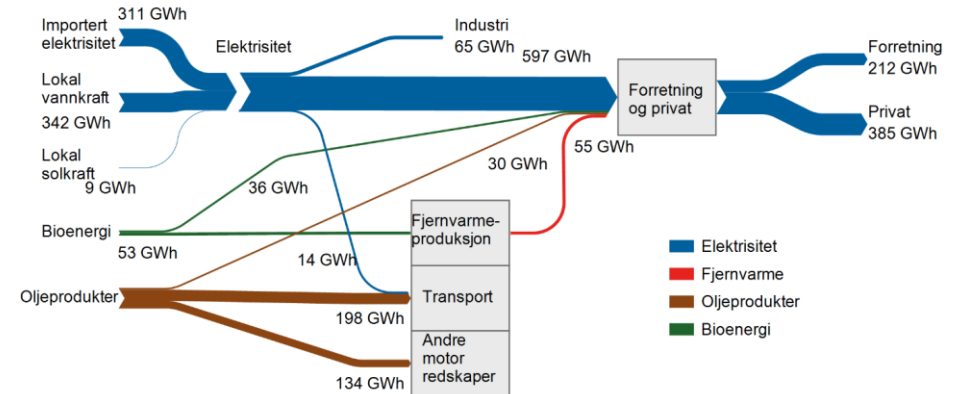 311 GWh
Importert
elektrisitet
Elektrisitet
Industri
65 GWh
597 GWh
Forretning
212 GWh
Lokal
vannkraft
342 GWh
Forretning
og privat
Privat
385 GWh
Lokal
solkraft
9 GWh
55 GWh
30 GWh
36 GWh
Bioenergi
53 GWh
Fjernvarme-
produksjon
14 GWh
Oljeprodukter
Transport
198 GWh
Andre
motor
redskaper
134 GWh
Elektrisitet
Fjernvarme
Oljeprodukter
Bioenergi